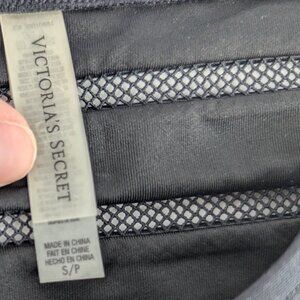 VICTORIA'S SECRET
MADE IN CHINA
FAIT EN CHINE
HECHO EN CHINA
S/P